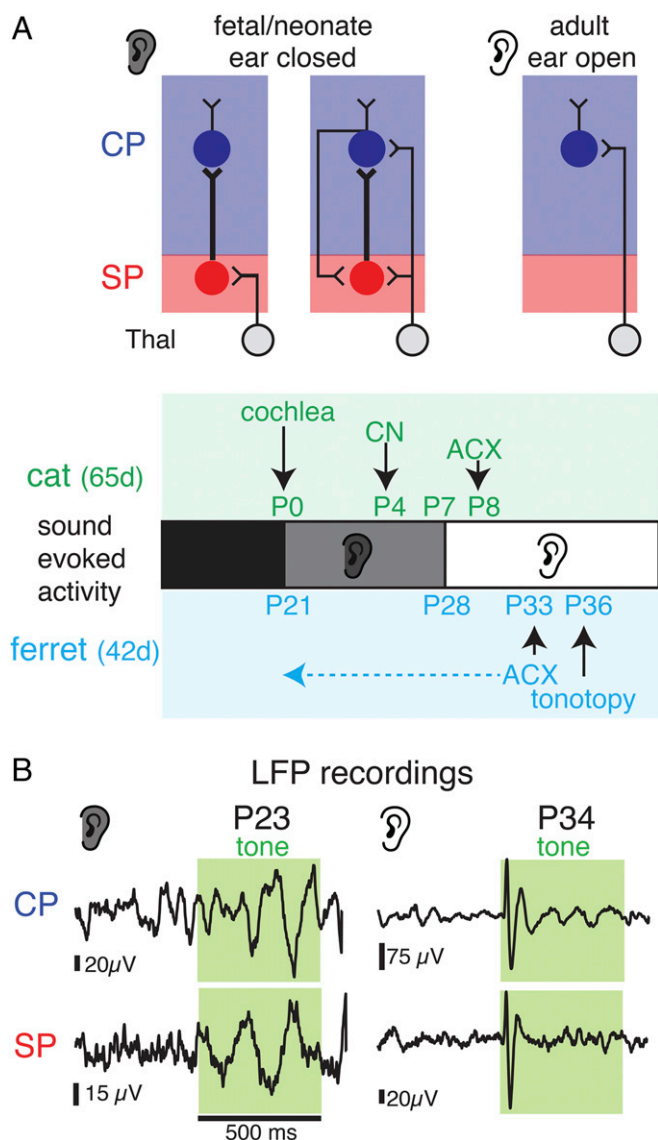 A
fetal/neonate
ear closed
adult
ear open
CP
SP
Thal
cochlea
CN
ACX
cat (65d)
P0
P4
P7
P8
sound
evoked
activity
P21
P28
P33
P36
ferret (42d)
ACX
tonotopy
B
LFP recordings
P23
tone
P34
tone
CP
20µV
75 µV
SP
15 µV
20µV
500 ms